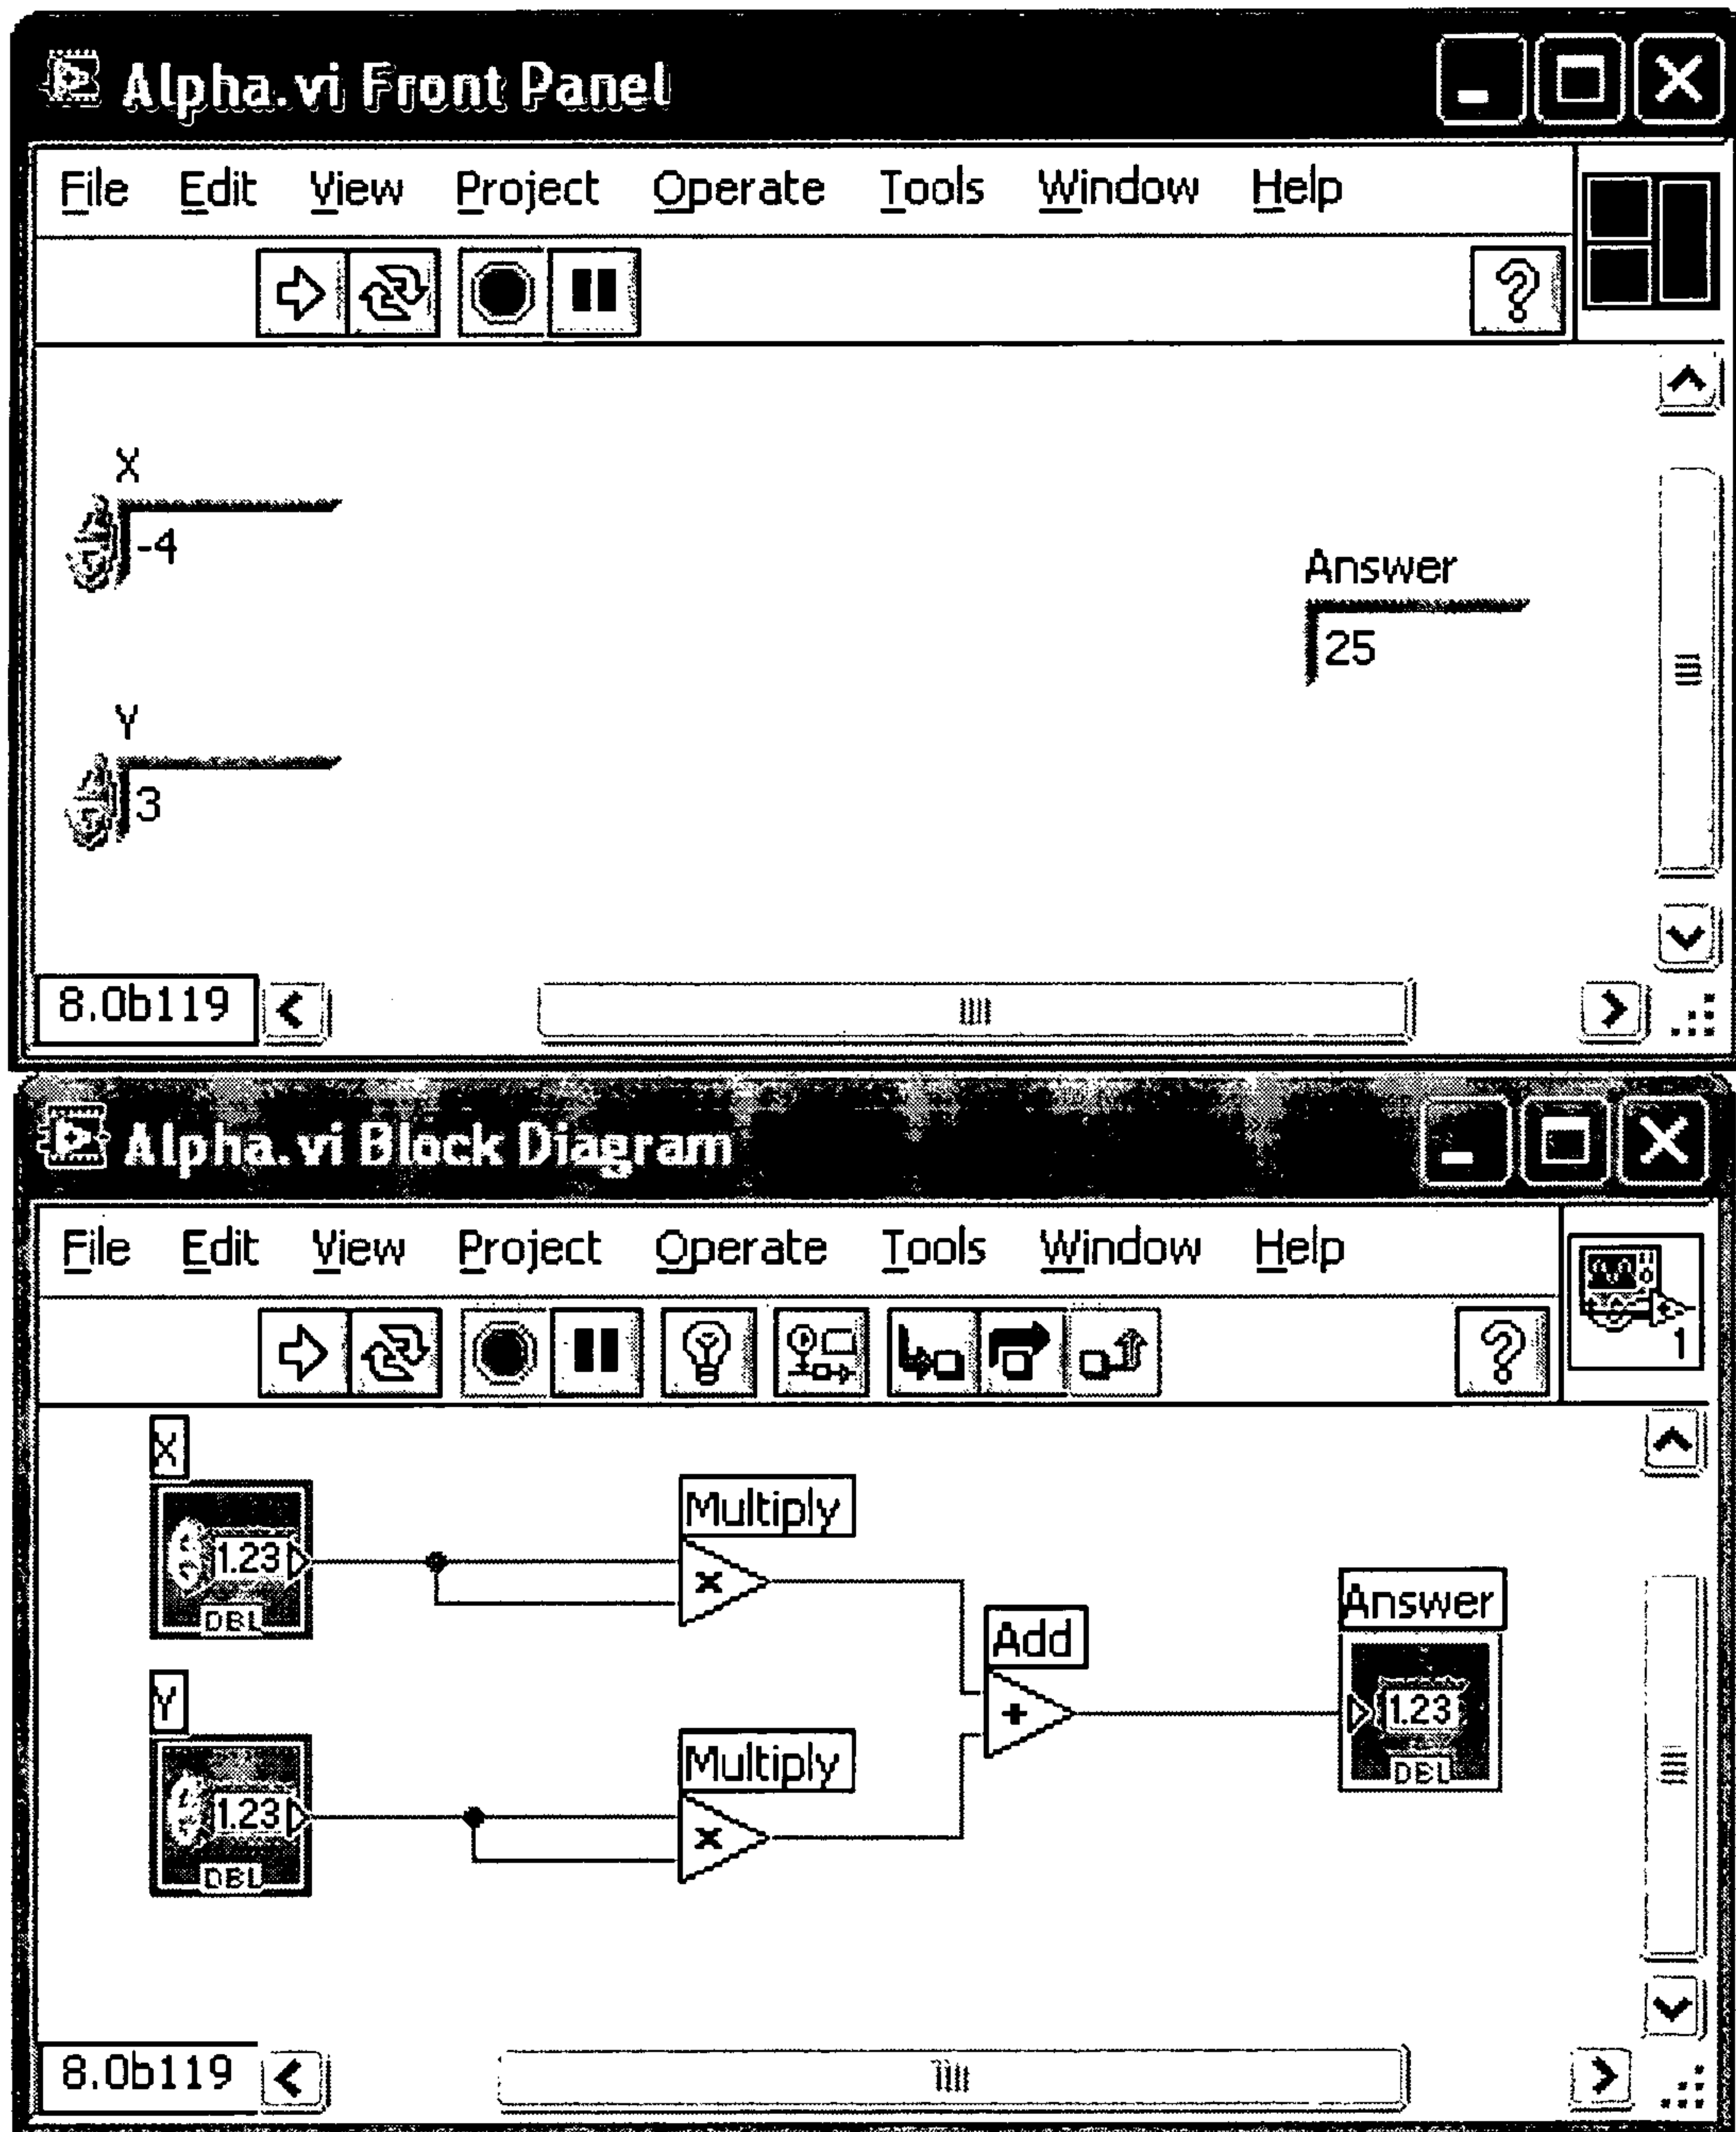 Alpha.vi Front Panel
File Edit View Project Operate Tools Window Help
X
-4
Answer
25
Y
3
8.0b119
Alpha.vi Block Diagram
File Edit View Project Operate Tools Window Help
1
X
Multiply
1.23
DBL
Answer
Add
1.23
DBL
Y
Multiply
1.23
DBL
8.0b119